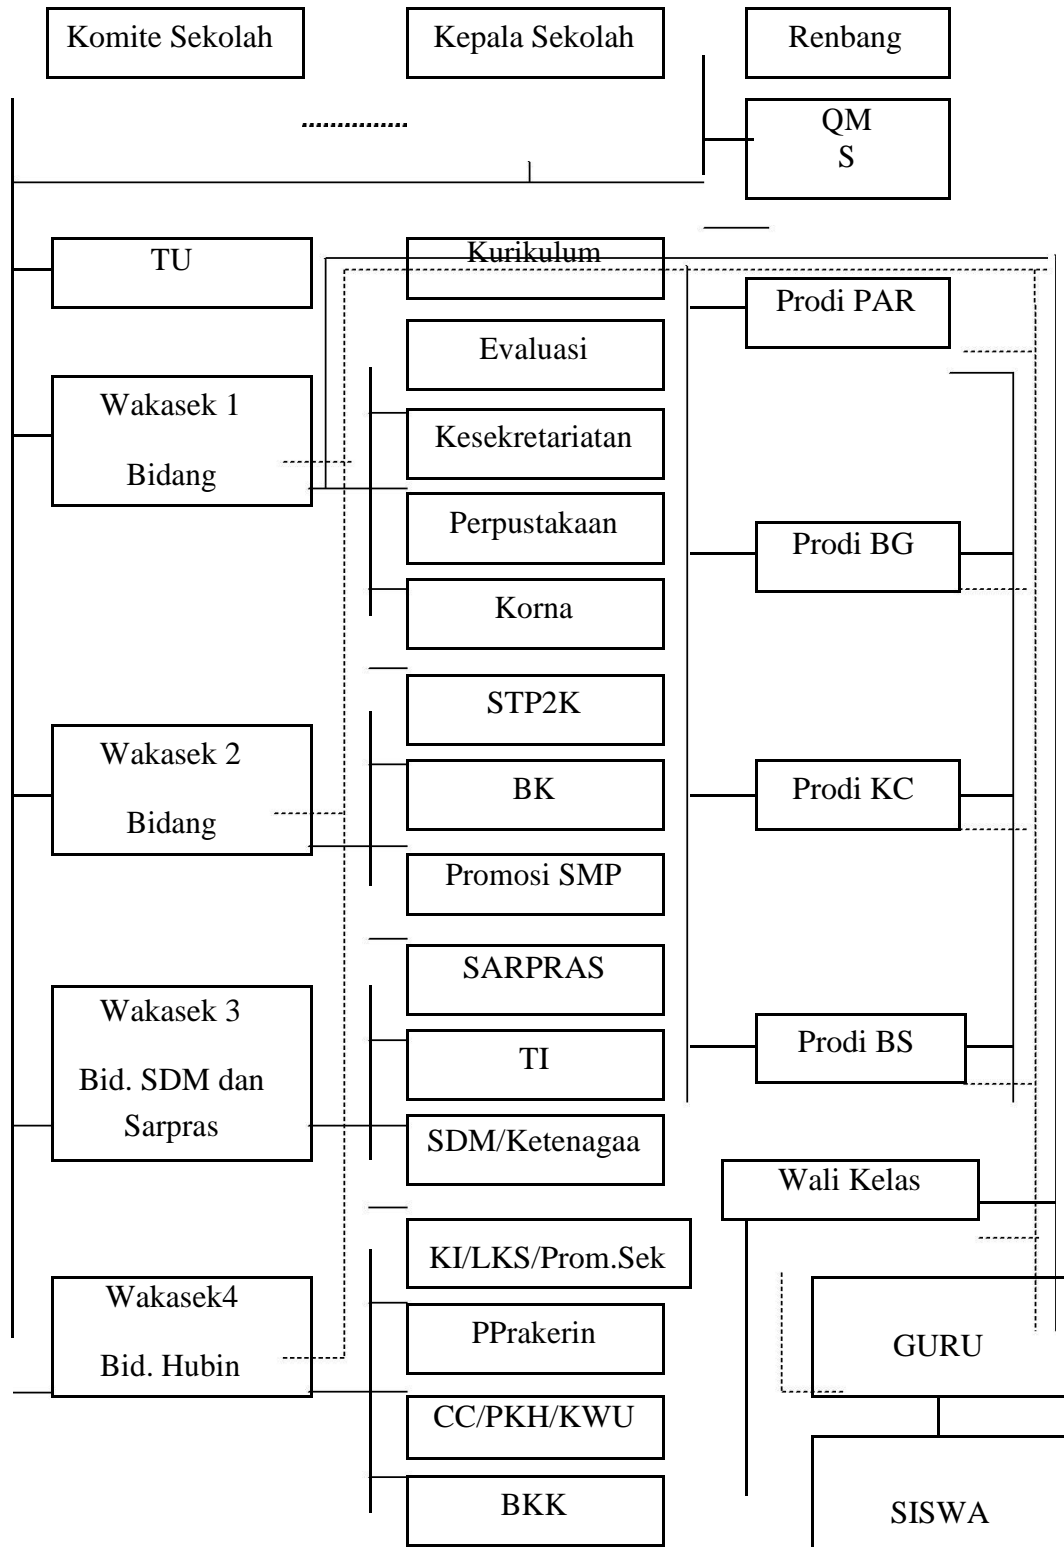 Komite Sekolah
Kepala Sekolah
Renbang
QM
S
TU
Kurikulum
Prodi PAR
Evaluasi
Wakasek 1
Bidang
Kesekretariatan
Perpustakaan
Prodi BG
Korna
STP2K
Wakasek 2
Bidang
BK
Prodi KC
Promosi SMP
SARPRAS
Wakasek 3
Bid. SDM dan
Sarpras
TI
Prodi BS
SDM/Ketenagaa
Wali Kelas
KI/LKS/Prom.Sek
Wakasek4
Bid. Hubin
PPrakerin
GURU
CC/PKH/KWU
BKK
SISWA